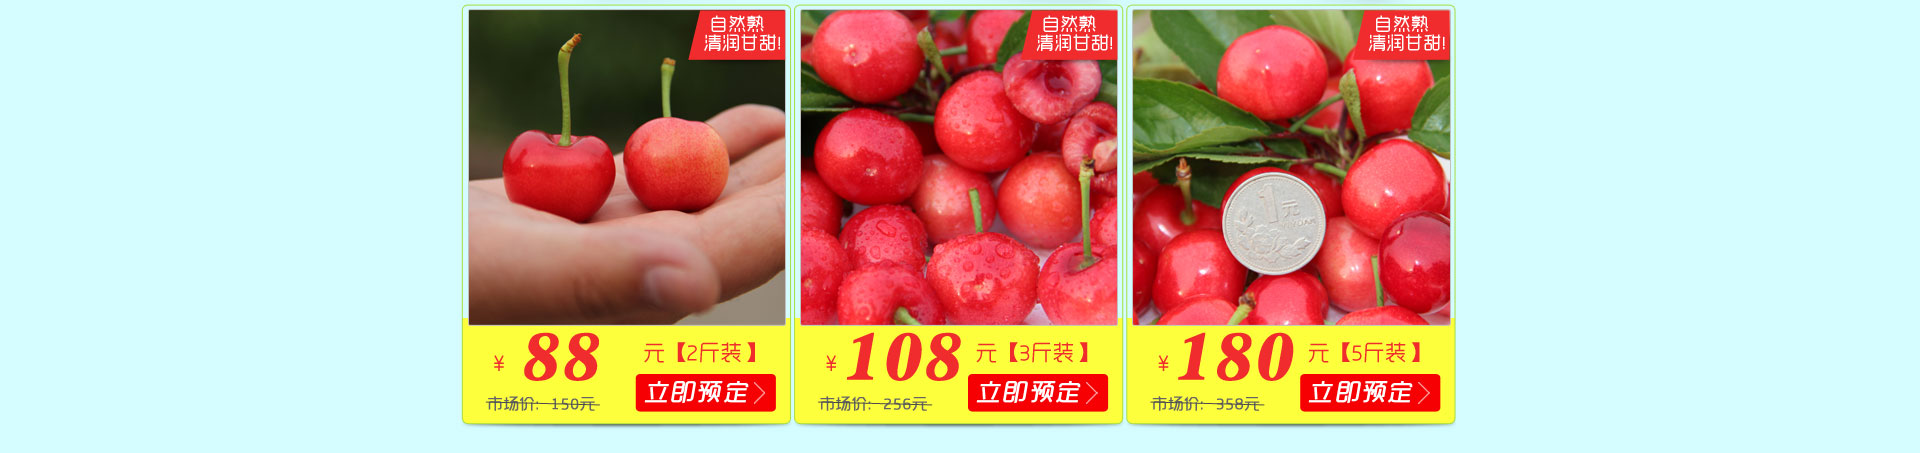 自然熟
清润甘甜!
¥ 88 元【2斤装】
市场价: 150元
立即预定
自然熟
清润甘甜!
¥ 108 元【3斤装】
市场价: 256元
立即预定
自然熟
清润甘甜!
1元
¥ 180 元【5斤装】
市场价: 358元
立即预定